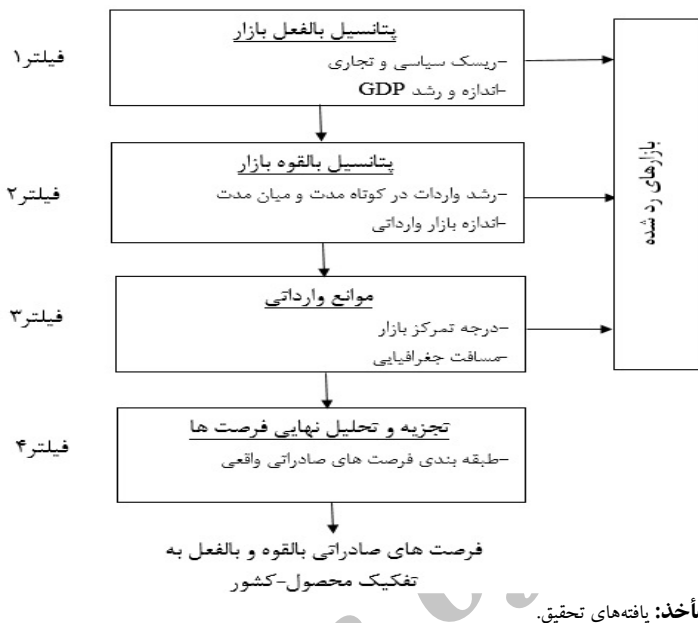 فیلتر۱
پتانسیل بالفعل بازار
-ریسک سیاسی و تجاری
-اندازه و رشد GDP
فیلتر۲
پتانسیل بالقوه بازار
-رشد واردات در کوتاه مدت و میان مدت
-اندازه بازار وارداتی
فیلتر۳
موانع وارداتی
-درجه تمرکز بازار
-مسافت جغرافیایی
فیلتر۴
تجزیه و تحلیل نهایی فرصت ها
-طبقه بندی فرصت های صادراتی واقعی
بازارهای رد شده
فرصت های صادراتی بالقوه و بالفعل به
تفکیک محصول-کشور
مأخذ: یافته‌های تحقیق.